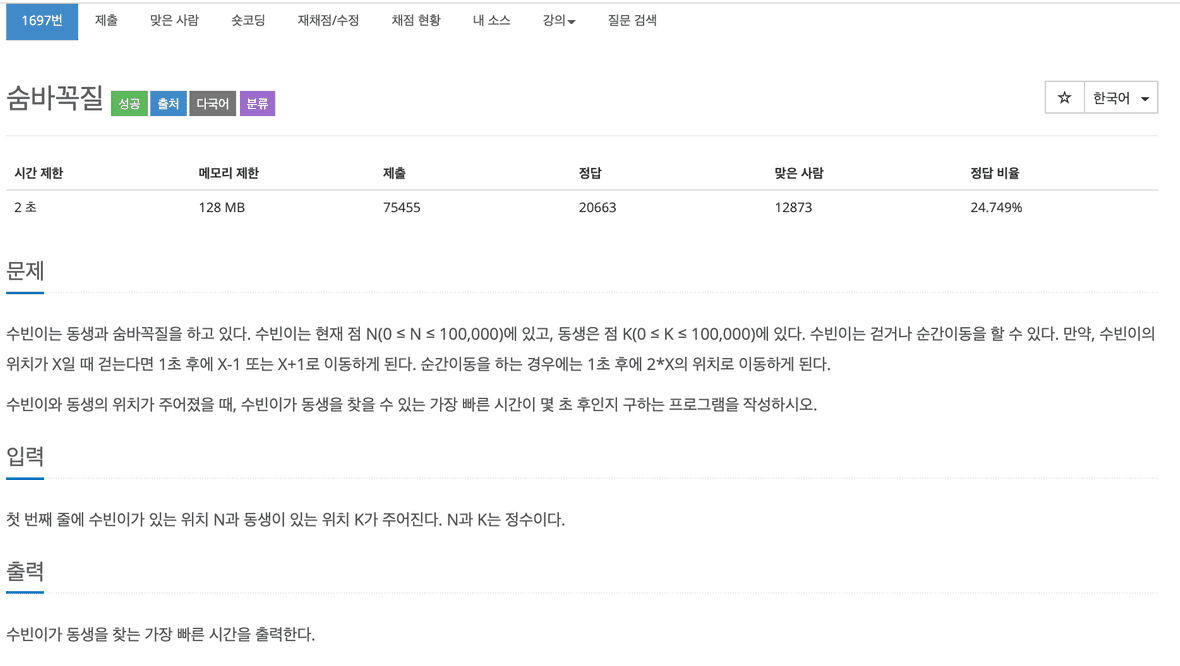 1697번 제출 맞은 사람 숏코딩 재채점/수정 채점 현황 내 소스 강의 질문 검색
숨바꼭질 성공 출처 다국어 분류 ☆ 한국어
시간 제한 메모리 제한 제출 정답 맞은 사람 정답 비율
2 초 128 MB 75455 20663 12873 24.749%
문제
수빈이는 동생과 숨바꼭질을 하고 있다. 수빈이는 현재 점 N(0 ≤ N ≤ 100,000)에 있고, 동생은 점 K(0 ≤ K ≤ 100,000)에 있다. 수빈이는 걷거나 순간이동을 할 수 있다. 만약, 수빈이의
위치가 X일 때 걷는다면 1초 후에 X-1 또는 X+1로 이동하게 된다. 순간이동을 하는 경우에는 1초 후에 2*X의 위치로 이동하게 된다.
수빈이와 동생의 위치가 주어졌을 때, 수빈이가 동생을 찾을 수 있는 가장 빠른 시간이 몇 초 후인지 구하는 프로그램을 작성하시오.
입력
첫 번째 줄에 수빈이가 있는 위치 N과 동생이 있는 위치 K가 주어진다. N과 K는 정수이다.
출력
수빈이가 동생을 찾는 가장 빠른 시간을 출력한다.